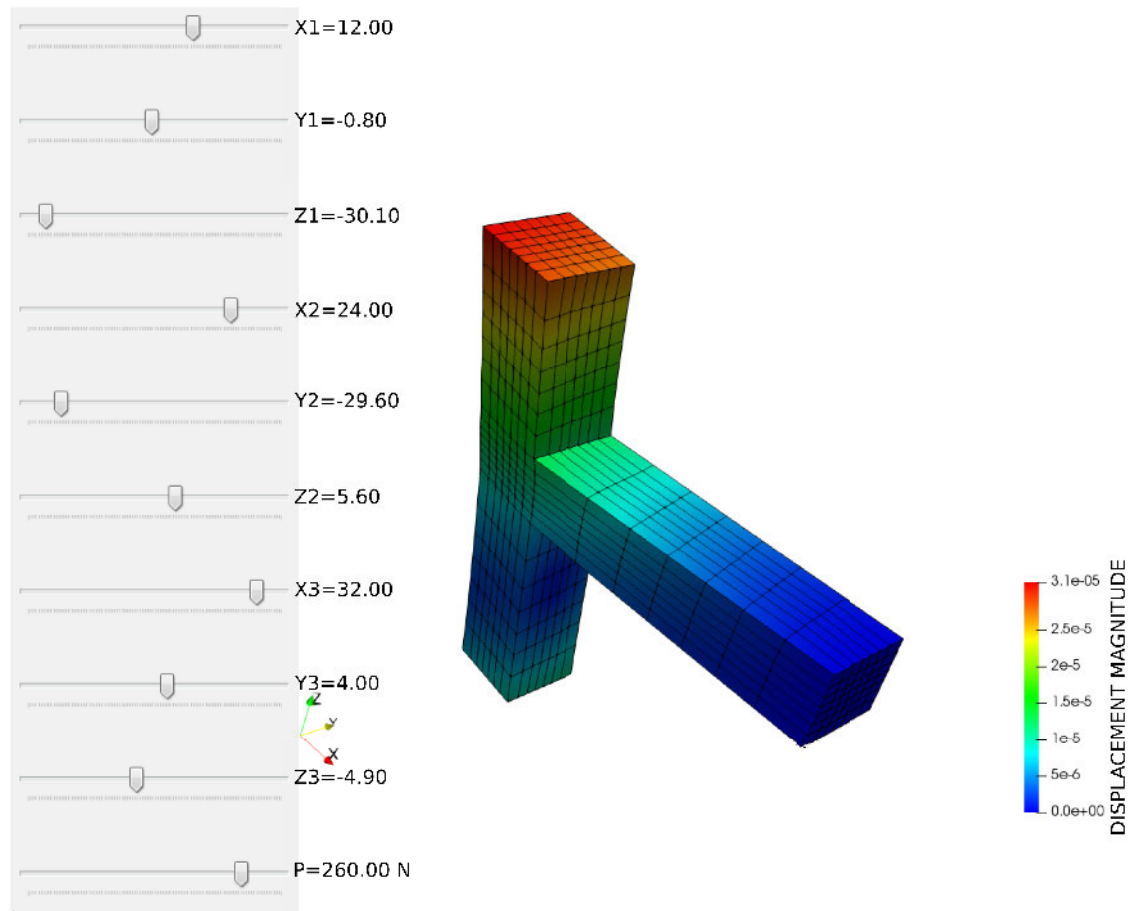 X1=12.00
Y1=-0.80
Z1=-30.10
X2=24.00
Y2=-29.60
Z2=5.60
X3=32.00
Y3=4.00
Z3=-4.90
P=260.00 N
Z
Y
X
3.1e-05
2.5e-5
2e-5
1.5e-5
1e-5
5e-6
0.0e+00
DISPLACEMENT MAGNITUDE